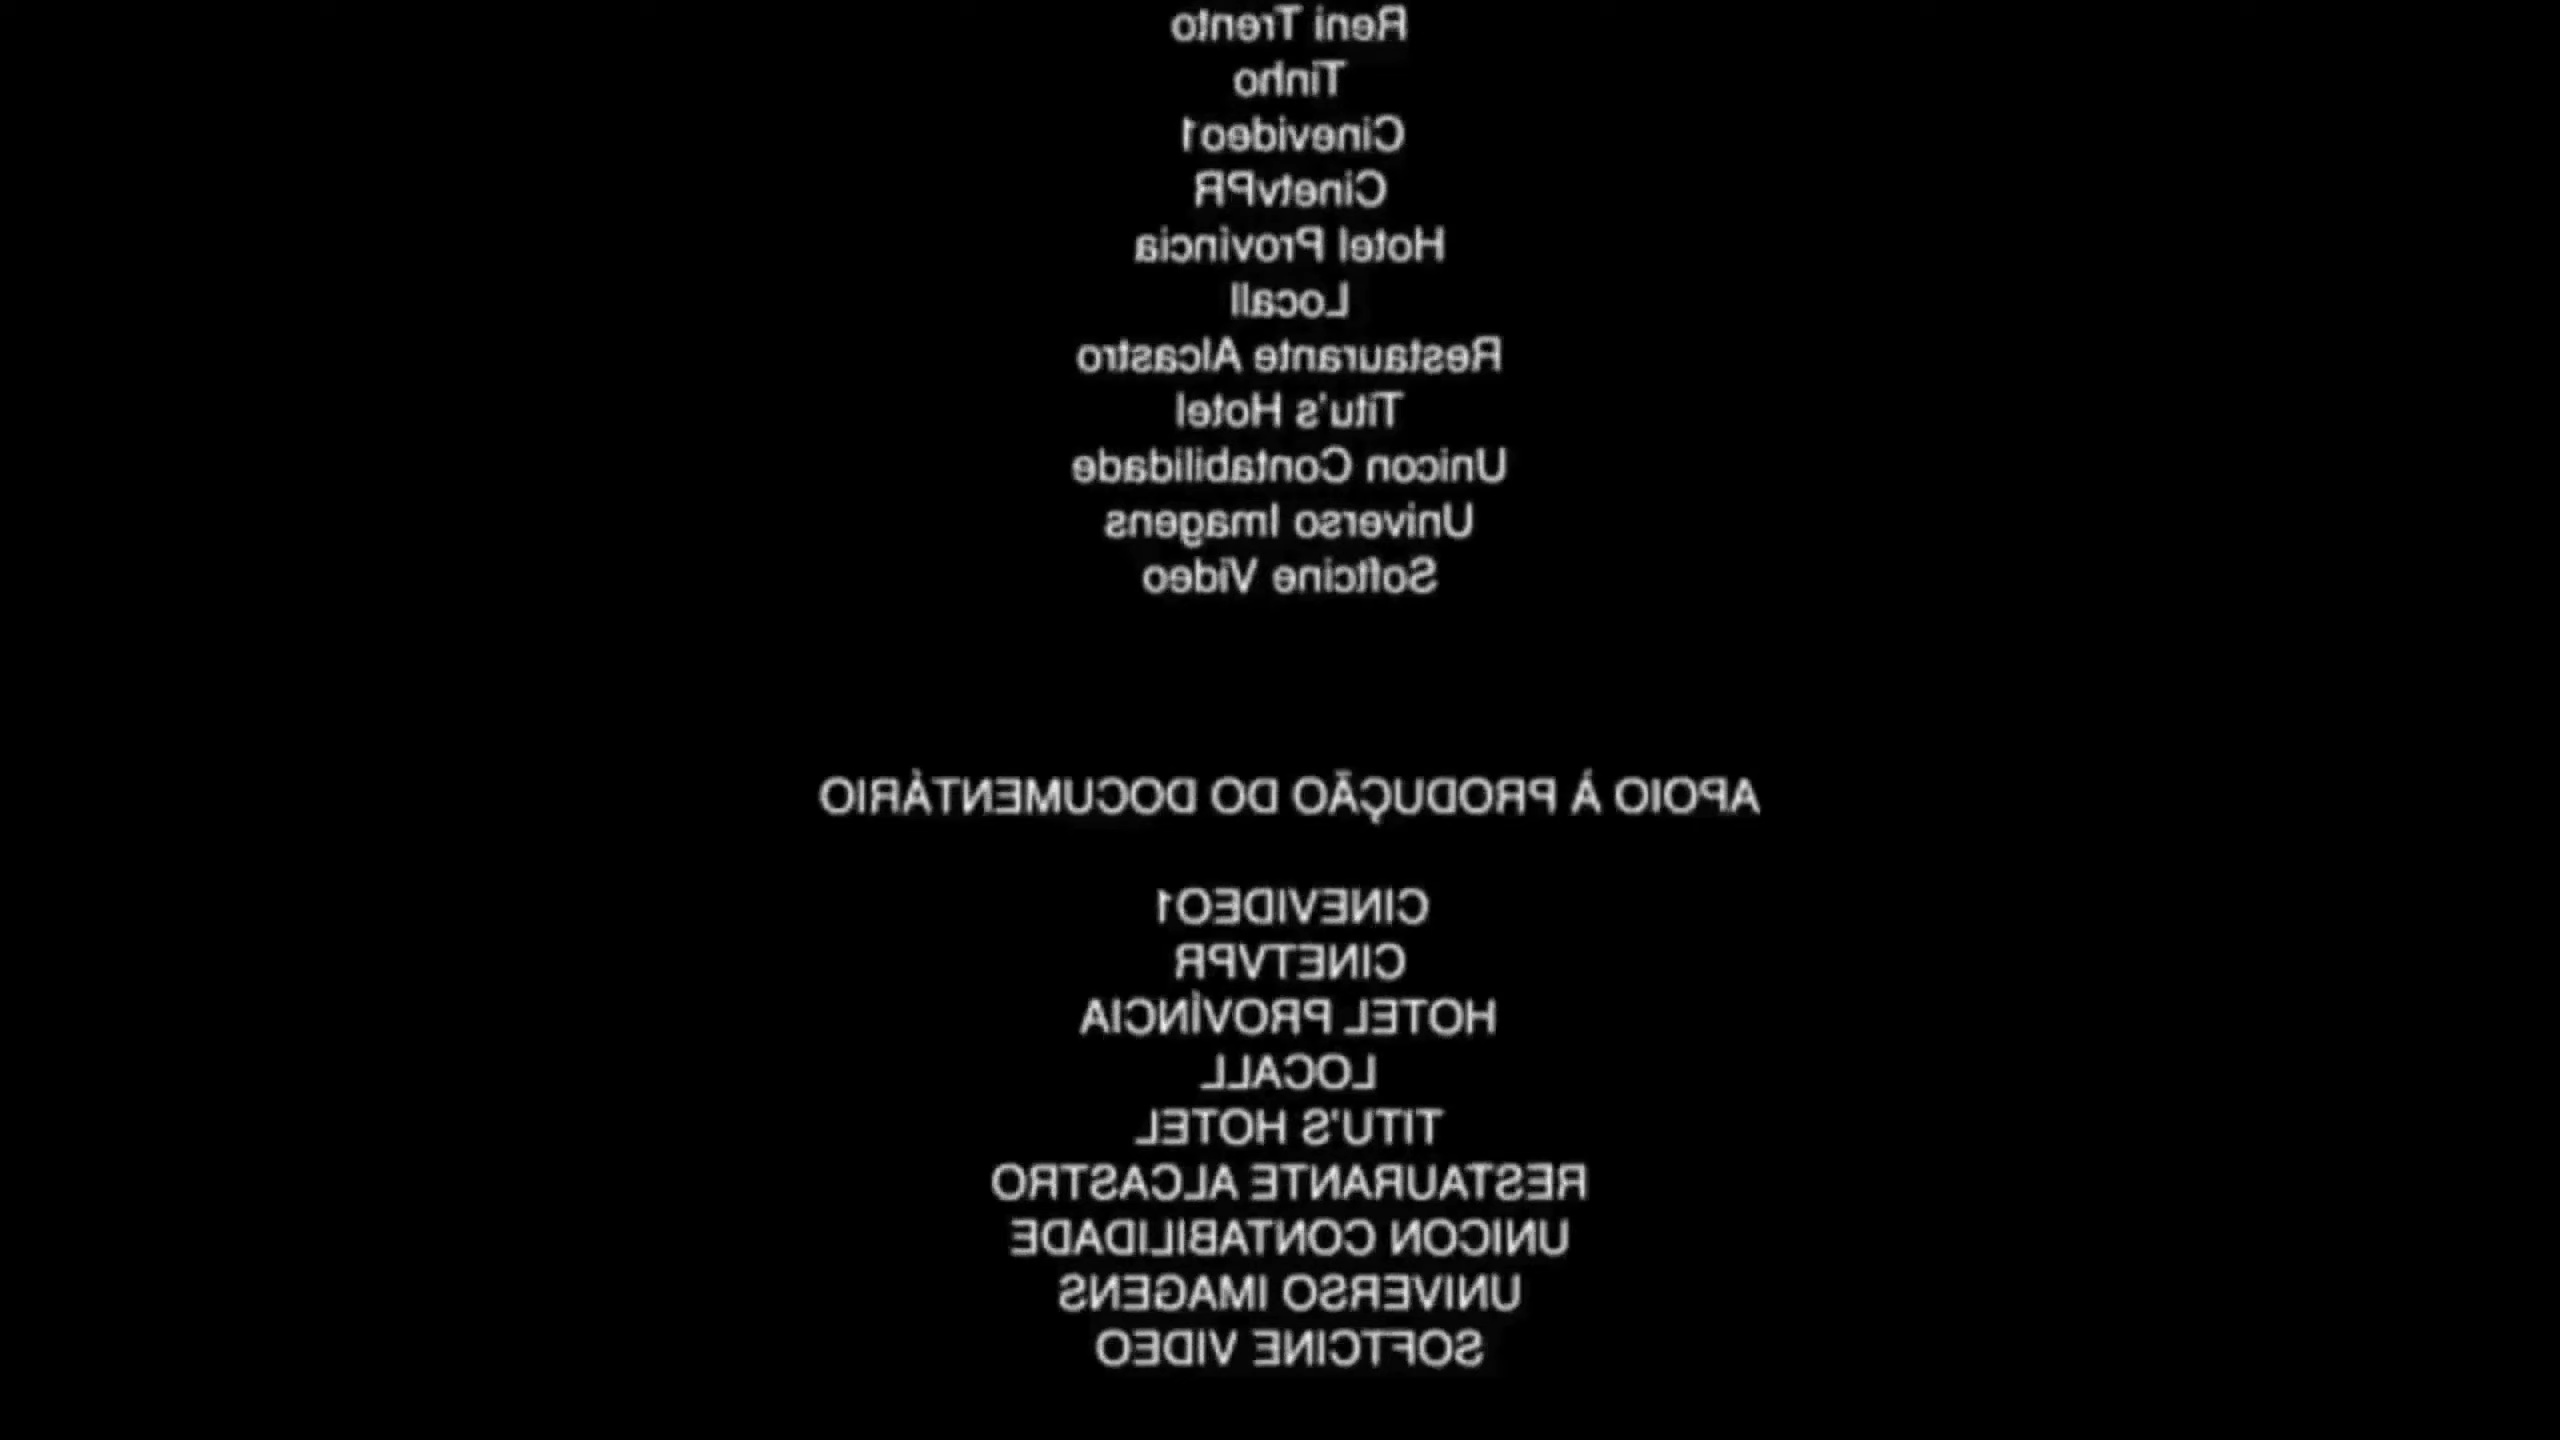 Reni Trento
Tinho
Cinevideo1
CinetvPR
Hotel Província
Locall
Restaurante Alcastro
Titu's Hotel
Unicon Contabilidade
Universo Imagens
Softcine Video
APOIO À PRODUÇÃO DO DOCUMENTÁRIO
CINEVIDEO1
CINETVPR
HOTEL PROVÍNCIA
LOCALL
TITU'S HOTEL
RESTAURANTE ALCASTRO
UNICON CONTABILIDADE
UNIVERSO IMAGENS
SOFTCINE VIDEO